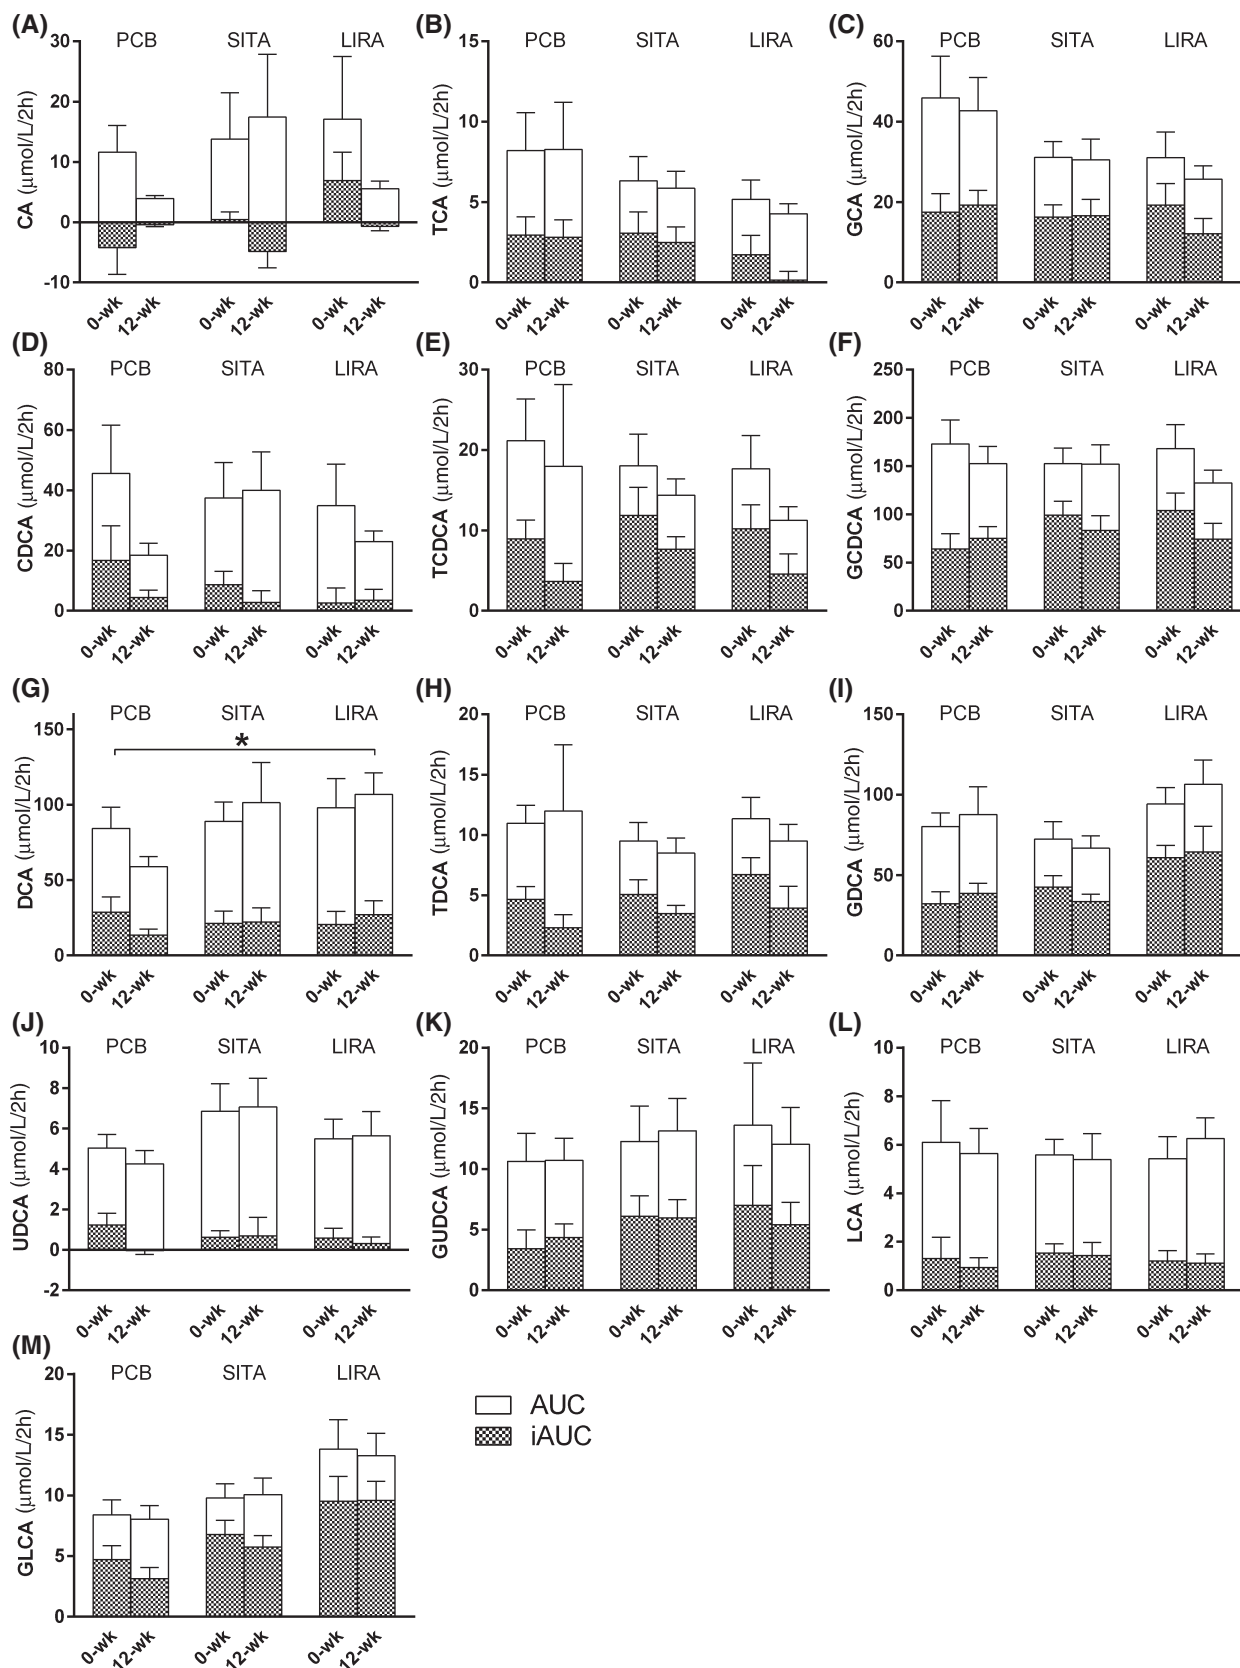 (A)
PCB SITA LIRA
CA (μmol/L/2h)
30
20
10
0
-10
0-wk 12-wk 0-wk 12-wk 0-wk 12-wk
(B)
PCB SITA LIRA
TCA (μmol/L/2h)
15
10
5
0
0-wk 12-wk 0-wk 12-wk 0-wk 12-wk
(C)
PCB SITA LIRA
GCA (μmol/L/2h)
60
40
20
0
0-wk 12-wk 0-wk 12-wk 0-wk 12-wk
(D)
PCB SITA LIRA
CDCA (μmol/L/2h)
80
60
40
20
0
0-wk 12-wk 0-wk 12-wk 0-wk 12-wk
(E)
PCB SITA LIRA
TCDCA (μmol/L/2h)
30
20
10
0
0-wk 12-wk 0-wk 12-wk 0-wk 12-wk
(F)
PCB SITA LIRA
GCDCA (μmol/L/2h)
250
200
150
100
50
0
0-wk 12-wk 0-wk 12-wk 0-wk 12-wk
(G)
PCB SITA LIRA
*
DCA (μmol/L/2h)
150
100
50
0
0-wk 12-wk 0-wk 12-wk 0-wk 12-wk
(H)
PCB SITA LIRA
TDCA (μmol/L/2h)
20
15
10
5
0
0-wk 12-wk 0-wk 12-wk 0-wk 12-wk
(I)
PCB SITA LIRA
GDCA (μmol/L/2h)
150
100
50
0
0-wk 12-wk 0-wk 12-wk 0-wk 12-wk
(J)
PCB SITA LIRA
UDCA (μmol/L/2h)
10
8
6
4
2
0
-2
0-wk 12-wk 0-wk 12-wk 0-wk 12-wk
(K)
PCB SITA LIRA
GUDCA (μmol/L/2h)
20
15
10
5
0
0-wk 12-wk 0-wk 12-wk 0-wk 12-wk
(L)
PCB SITA LIRA
LCA (μmol/L/2h)
10
8
6
4
2
0
0-wk 12-wk 0-wk 12-wk 0-wk 12-wk
(M)
PCB SITA LIRA
GLCA (μmol/L/2h)
20
15
10
5
0
0-wk 12-wk 0-wk 12-wk 0-wk 12-wk
AUC
iAUC